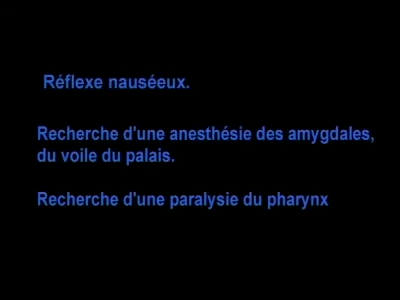 Réflexe nauséeux.
Recherche d'une anesthésie des amygdales,
du voile du palais.
Recherche d'une paralysie du pharynx